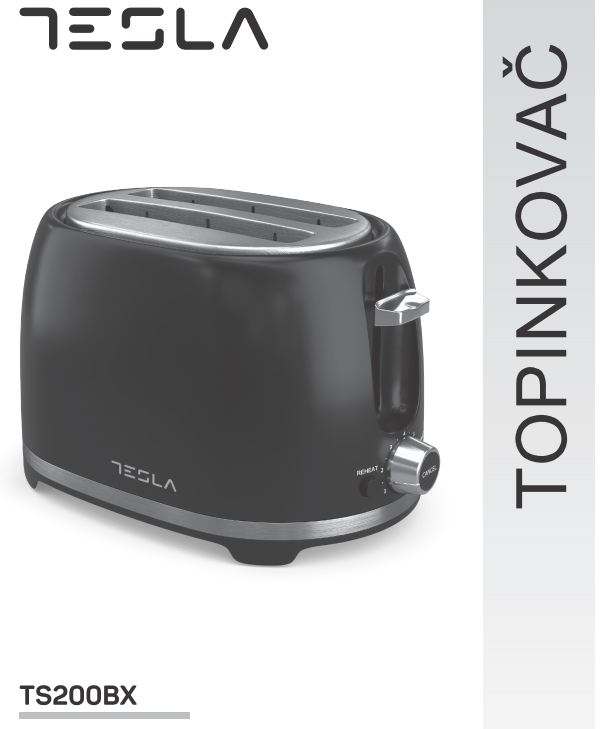 TESLA
TOPINKOVAČ
TESLA
REHEAT
CANCEL
TS200BX